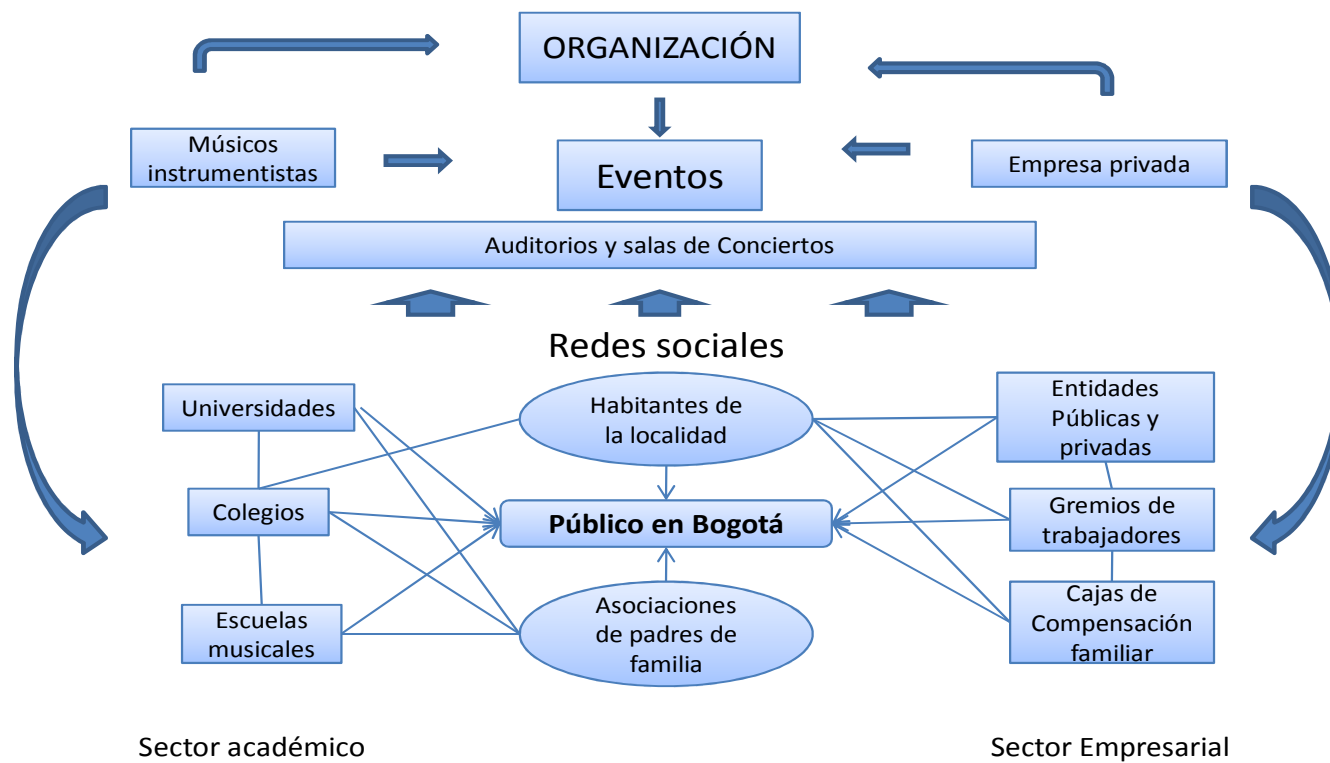 ORGANIZACIÓN
Músicos
instrumentistas
Eventos
Empresa privada
Auditorios y salas de Conciertos
Redes sociales
Universidades
Habitantes de
la localidad
Entidades
Públicas y
privadas
Colegios
Público en Bogotá
Gremios de
trabajadores
Escuelas
musicales
Asociaciones
de padres de
familia
Cajas de
Compensación
familiar
Sector académico
Sector Empresarial